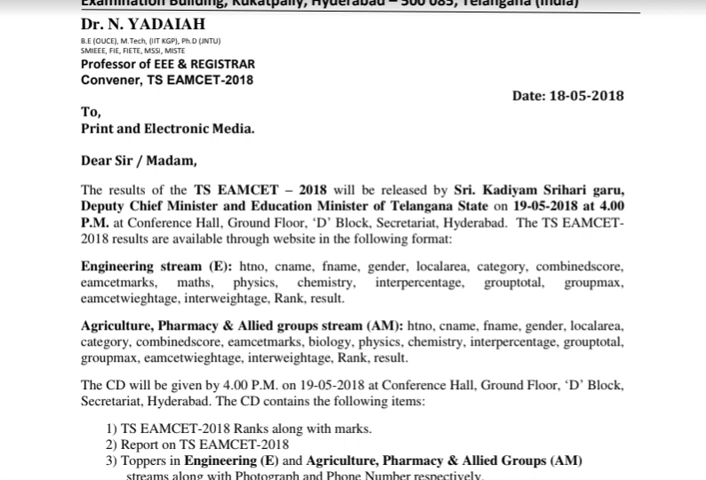 Examination Building, Kukatpally, Hyderabad – 500 085, Telangana (India)
Dr. N. YADAIAH
B.E (OUCE), M.Tech, (IIT KGP), Ph.D (JNTU)
SMIEEE, FIE, FIETE, MSSI, MISTE
Professor of EEE & REGISTRAR
Convener, TS EAMCET-2018
Date: 18-05-2018
To,
Print and Electronic Media.
Dear Sir / Madam,
The results of the TS EAMCET – 2018 will be released by Sri. Kadiyam Srihari garu,
Deputy Chief Minister and Education Minister of Telangana State on 19-05-2018 at 4.00
P.M. at Conference Hall, Ground Floor, ‘D’ Block, Secretariat, Hyderabad. The TS EAMCET-
2018 results are available through website in the following format:
Engineering stream (E): htno, cname, fname, gender, localarea, category, combinedscore,
eamcetmarks, maths, physics, chemistry, interpercentage, grouptotal, groupmax,
eamcetwieghtage, interweightage, Rank, result.
Agriculture, Pharmacy & Allied groups stream (AM): htno, cname, fname, gender, localarea,
category, combinedscore, eamcetmarks, biology, physics, chemistry, interpercentage, grouptotal,
groupmax, eamcetwieghtage, interweightage, Rank, result.
The CD will be given by 4.00 P.M. on 19-05-2018 at Conference Hall, Ground Floor, ‘D’ Block,
Secretariat, Hyderabad. The CD contains the following items:
1) TS EAMCET-2018 Ranks along with marks.
2) Report on TS EAMCET-2018
3) Toppers in Engineering (E) and Agriculture, Pharmacy & Allied Groups (AM)
streams along with Photograph and Phone Number respectively.